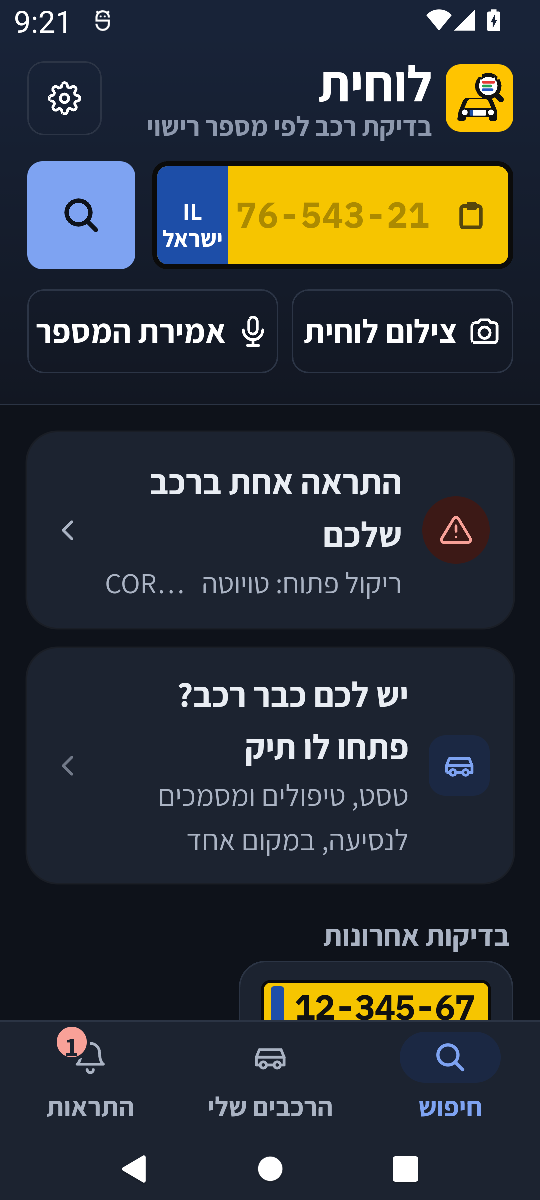 9:21
לוחית
בדיקת רכב לפי מספר רישוי
IL
ישראל
76-543-21
צילום לוחית
אמירת המספר
התראה אחת ברכב
שלכם
ריקול פתוח: טויוטה COR...
יש לכם כבר רכב?
פתחו לו תיק
טסט, טיפולים ומסמכים
לנסיעה, במקום אחד
בדיקות אחרונות
12-345-67
1
חיפוש
הרכבים שלי
התראות